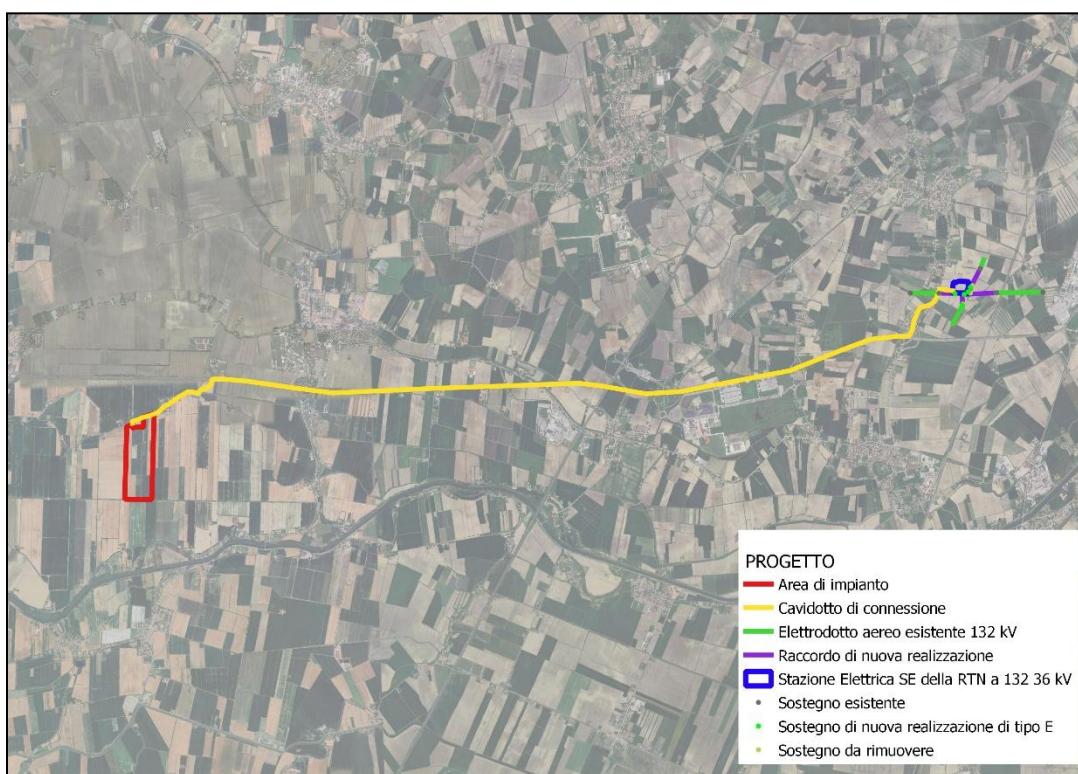 PROGETTO
Area di impianto
Cavidotto di connessione
Elettrodotto aereo esistente 132 kV
Raccordo di nuova realizzazione
Stazione Elettrica SE della RTN a 132 36 kV
Sostegno esistente
Sostegno di nuova realizzazione di tipo E
Sostegno da rimuovere